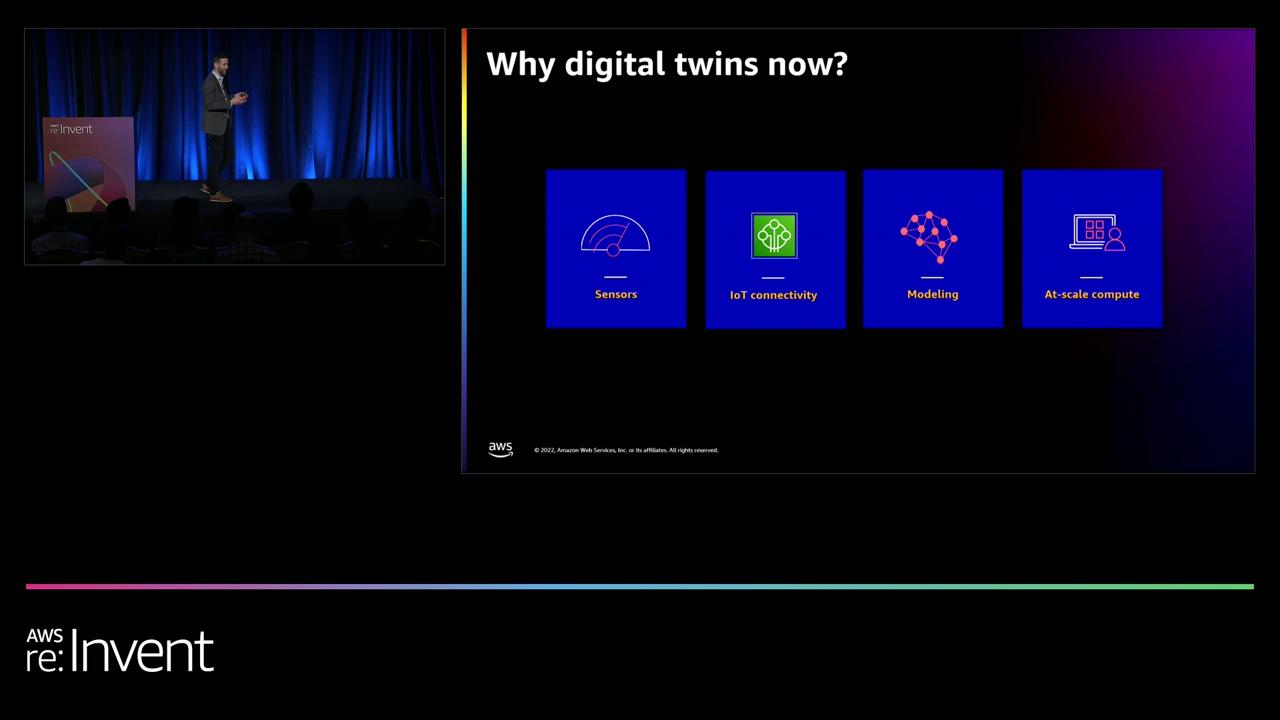 re:Invent
Why digital twins now?
Sensors
IoT connectivity
Modeling
At-scale compute
aws
© 2022, Amazon Web Services, Inc. or its affiliates. All rights reserved.
AWS
re:Invent